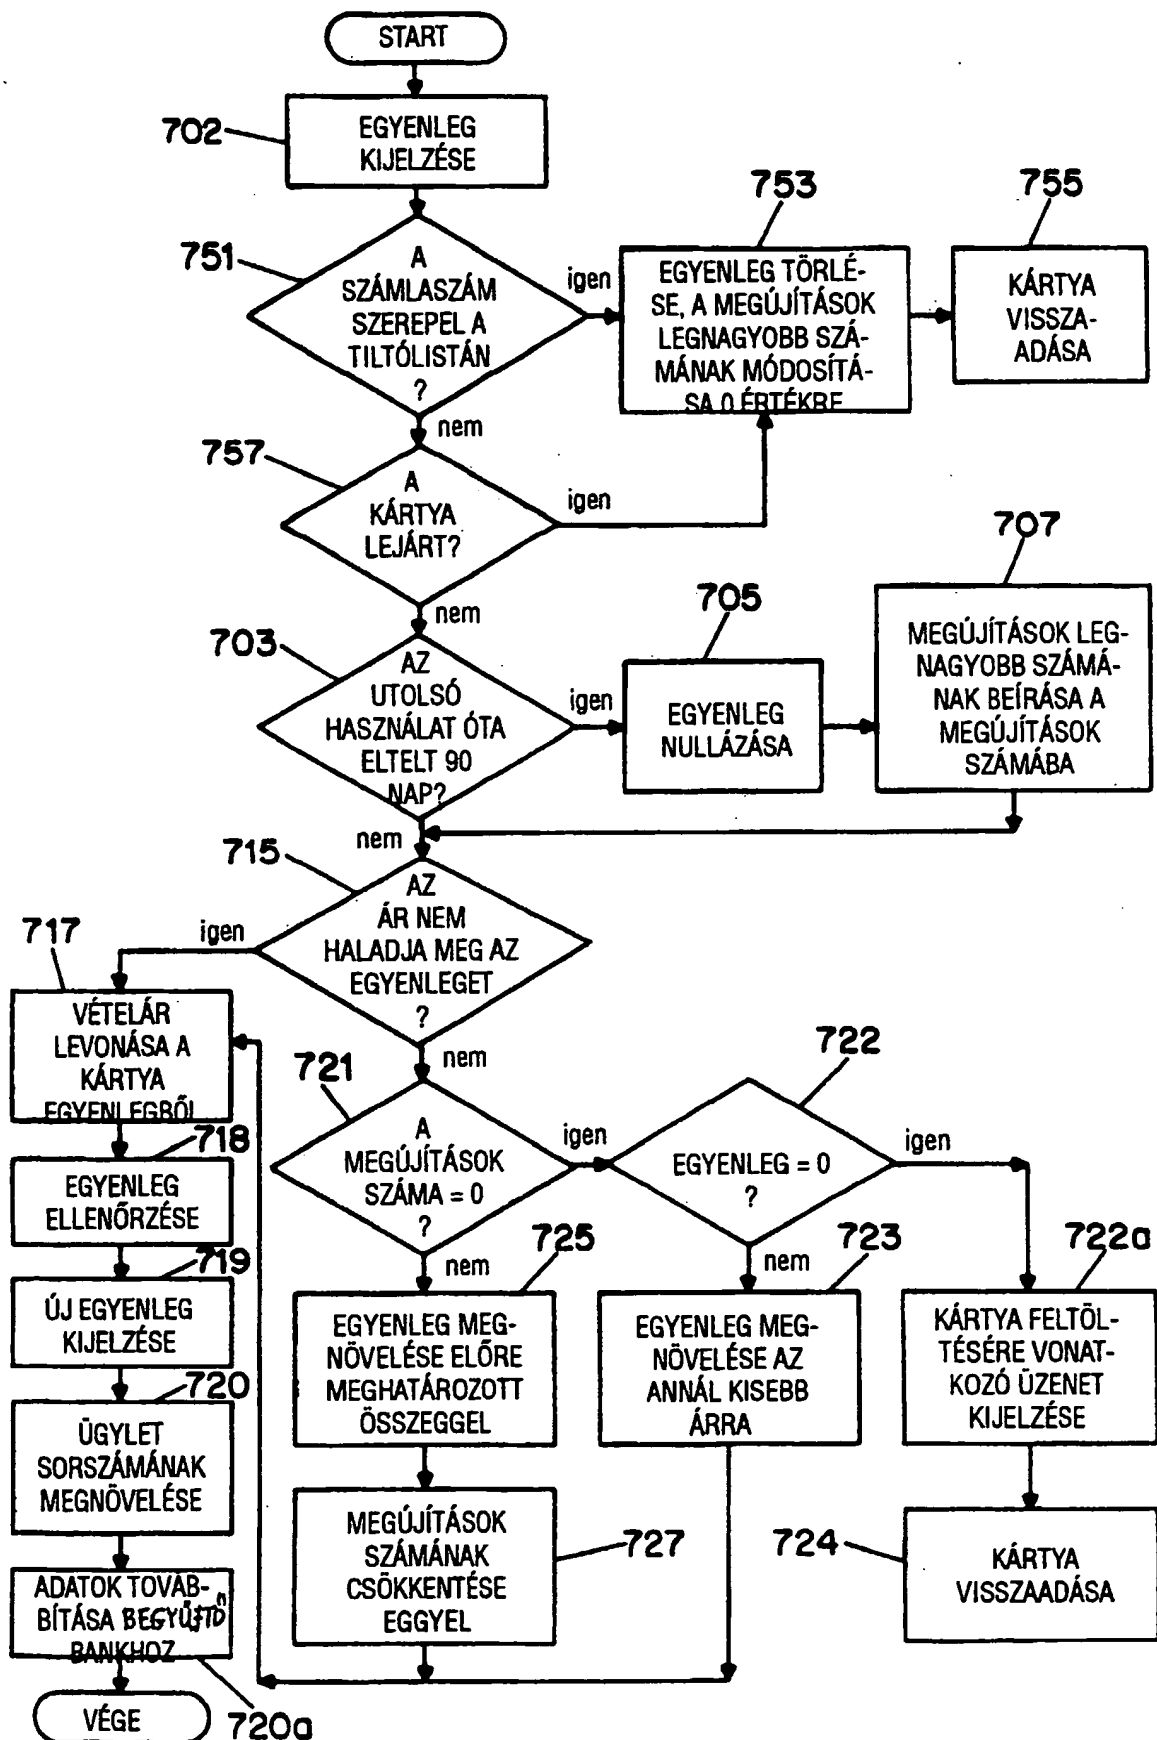 START
702
EGYENLEG
KIJELZÉSE
751
A
SZÁMLASZÁM
SZEREPEL A
TILTÓLISTÁN
?
igen
753
EGYENLEG TÖRLÉ-
SE, A MEGÚJÍTÁSOK
LEGNAGYOBB SZÁ-
MÁNAK MÓDOSÍTÁ-
SA 0 ÉRTÉKRE
755
KÁRTYA
VISSZA-
ADÁSA
nem
757
A
KÁRTYA
LEJÁRT?
igen
nem
703
AZ
UTOLSÓ
HASZNÁLAT ÓTA
ELTELT 90
NAP?
igen
705
EGYENLEG
NULLÁZÁSA
707
MEGÚJÍTÁSOK LEG-
NAGYOBB SZÁMÁ-
NAK BEÍRÁSA A
MEGÚJÍTÁSOK
SZÁMÁBA
nem
715
AZ
ÁR NEM
HALADJA MEG AZ
EGYENLEGET
?
igen
717
VÉTELÁR
LEVONÁSA A
KÁRTYA
EGYENLEGBŐL
nem
721
A
MEGÚJÍTÁSOK
SZÁMA = 0
?
igen
722
EGYENLEG = 0
?
igen
718
EGYENLEG
ELLENŐRZÉSE
719
ÚJ EGYENLEG
KIJELZÉSE
720
ÜGYLET
SORSZÁMÁNAK
MEGNÖVELÉSE
ADATOK TOVÁB-
BÍTÁSA BEGYŰJTŐ
BANKHOZ
720a
VÉGE
nem
725
EGYENLEG MEG-
NÖVELÉSE ELŐRE
MEGHATÁROZOTT
ÖSSZEGGEL
727
MEGÚJÍTÁSOK
SZÁMÁNAK
CSÖKKENTÉSE
EGGYEL
nem
723
EGYENLEG MEG-
NÖVELÉSE AZ
ANNÁL KISEBB
ÁRRA
722a
KÁRTYA FELTÖL-
TÉSÉRE VONAT-
KOZÓ ÜZENET
KIJELZÉSE
724
KÁRTYA
VISSZAADÁSA